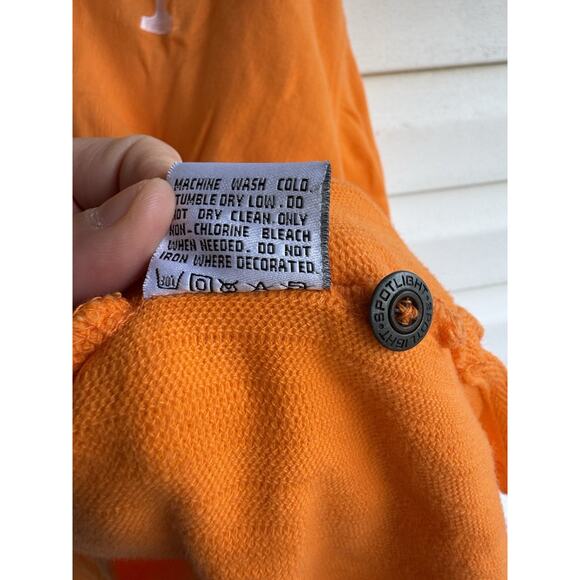 MACHINE WASH COLD.
TUMBLE DRY LOW. DO
NOT DRY CLEAN. ONLY
NON-CHLORINE BLEACH
WHEN NEEDED. DO NOT
IRON WHERE DECORATED
30
SPOTLIGHT • SPOTLIGHT •